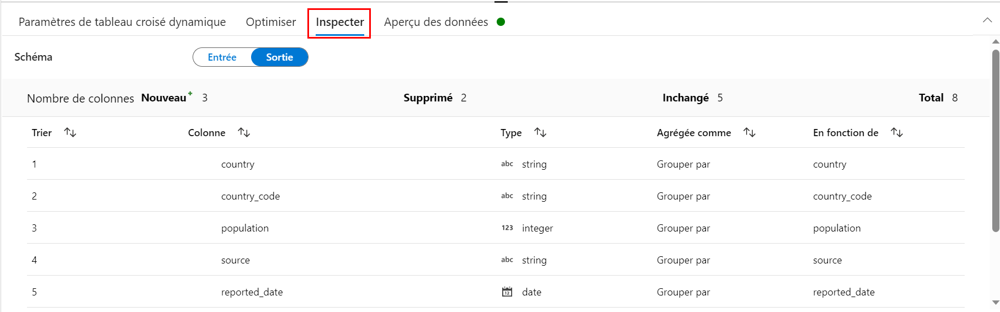 Paramètres de tableau croisé dynamique Optimiser Inspecter Aperçu des données
Schéma Entrée Sortie
Nombre de colonnes Nouveau+ 3 Supprimé 2 Inchangé 5 Total 8
Trier Colonne Type Agrégée comme En fonction de
1 country abc string Grouper par country
2 country_code abc string Grouper par country_code
3 population 123 integer Grouper par population
4 source abc string Grouper par source
5 reported_date 12 date Grouper par reported_date